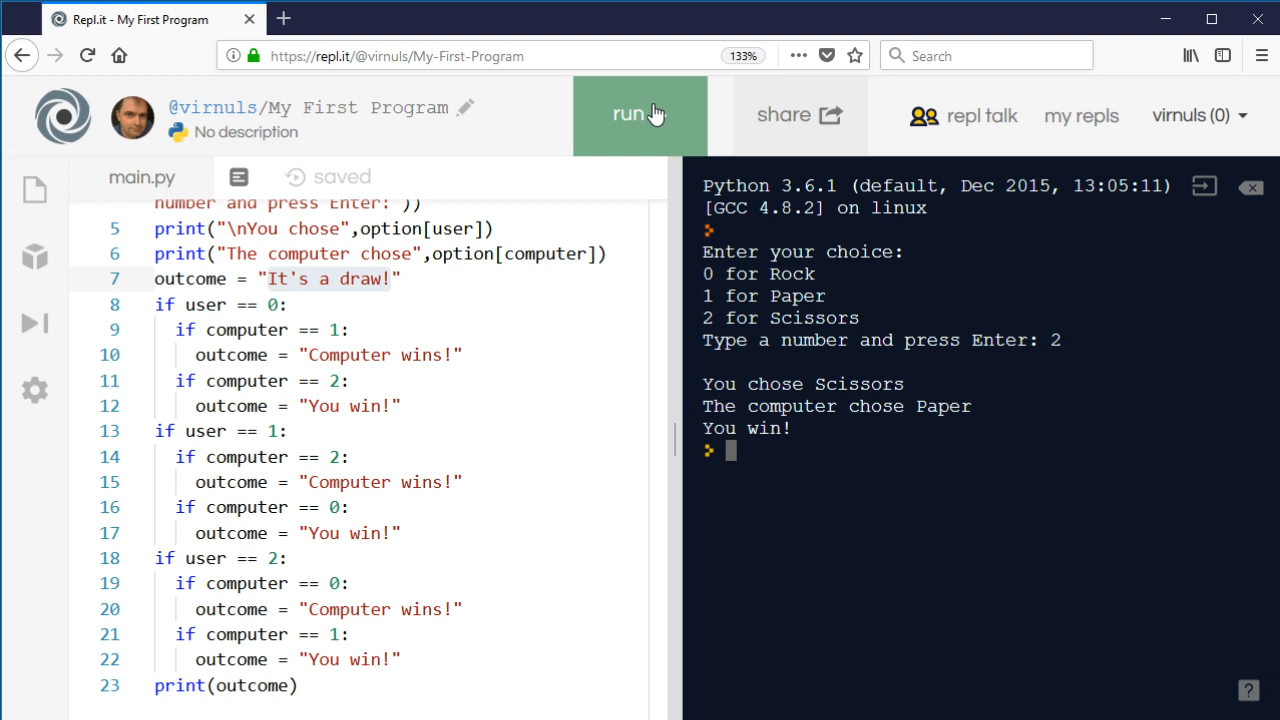 Repl.it - My First Program
https://repl.it/@virnuls/My-First-Program
133%
Search
@virnuls/My First Program
No description
run
share
repl talk
my repls
virnuls (0)
main.py
saved
number and press Enter: "))
5 print("\nYou chose",option[user])
6 print("The computer chose",option[computer])
7 outcome = "It's a draw!"
8 if user == 0:
9 if computer == 1:
10 outcome = "Computer wins!"
11 if computer == 2:
12 outcome = "You win!"
13 if user == 1:
14 if computer == 2:
15 outcome = "Computer wins!"
16 if computer == 0:
17 outcome = "You win!"
18 if user == 2:
19 if computer == 0:
20 outcome = "Computer wins!"
21 if computer == 1:
22 outcome = "You win!"
23 print(outcome)
Python 3.6.1 (default, Dec 2015, 13:05:11)
[GCC 4.8.2] on linux
Enter your choice:
0 for Rock
1 for Paper
2 for Scissors
Type a number and press Enter: 2
You chose Scissors
The computer chose Paper
You win!
?